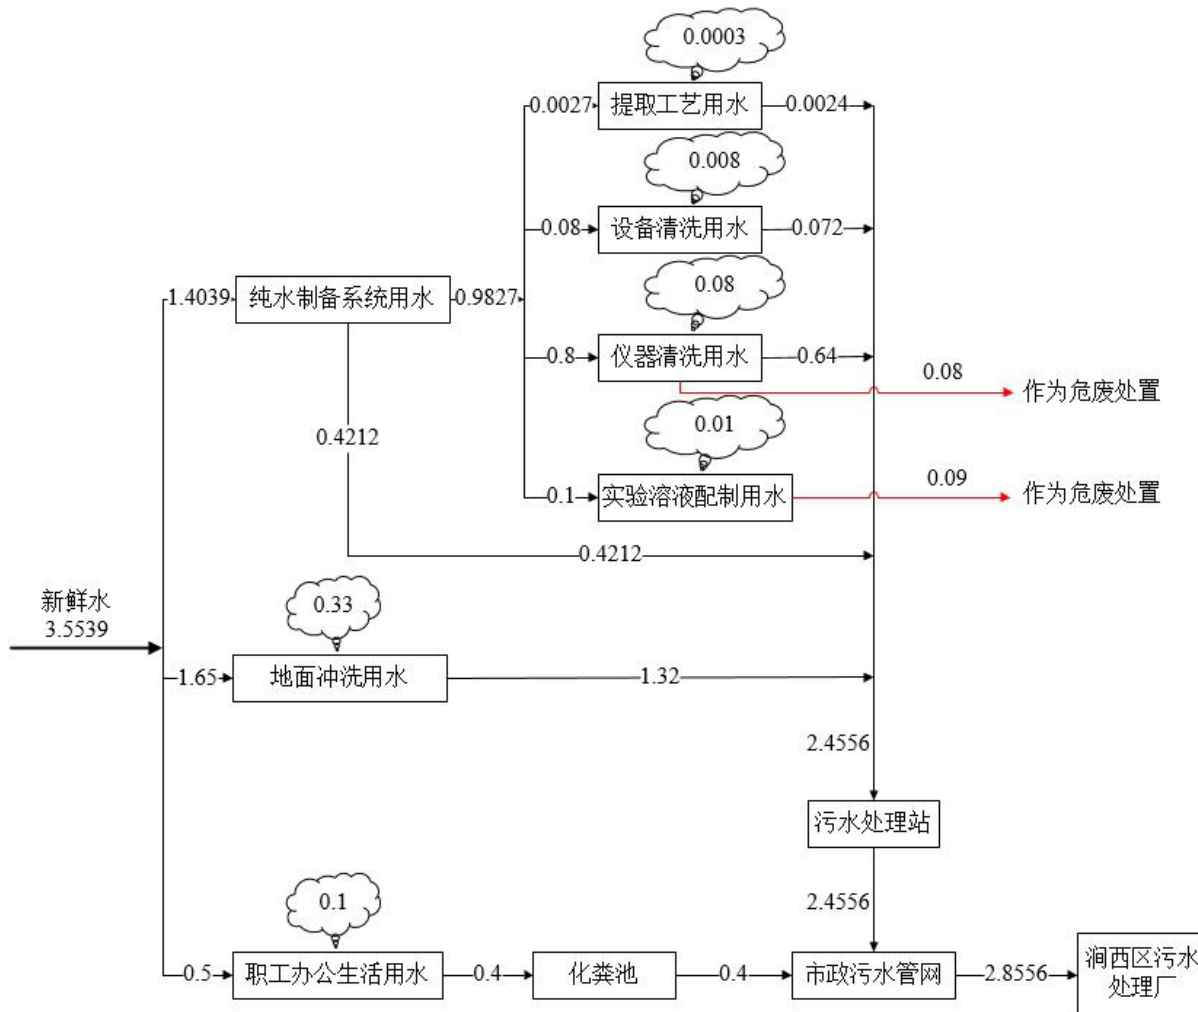 0.0003
0.0027
提取工艺用水
0.0024
0.008
0.08
设备清洗用水
0.072
0.08
1.4039
纯水制备系统用水
0.9827
0.8
仪器清洗用水
0.64
0.08
作为危废处置
0.01
0.4212
0.1
实验溶液配制用水
0.09
作为危废处置
0.4212
新鲜水
3.5539
0.33
1.65
地面冲洗用水
1.32
2.4556
污水处理站
2.4556
0.1
0.5
职工办公生活用水
0.4
化粪池
0.4
市政污水管网
2.8556
涧西区污水
处理厂